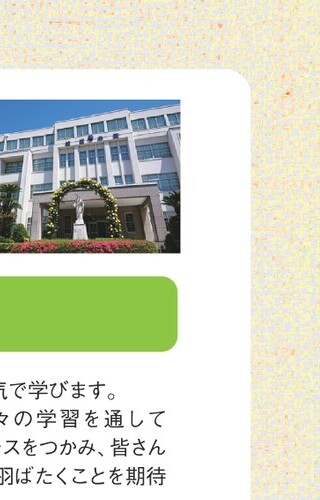 気で学びます。
々の学習を通して
ースをつかみ、皆さん
羽ばたくことを期待